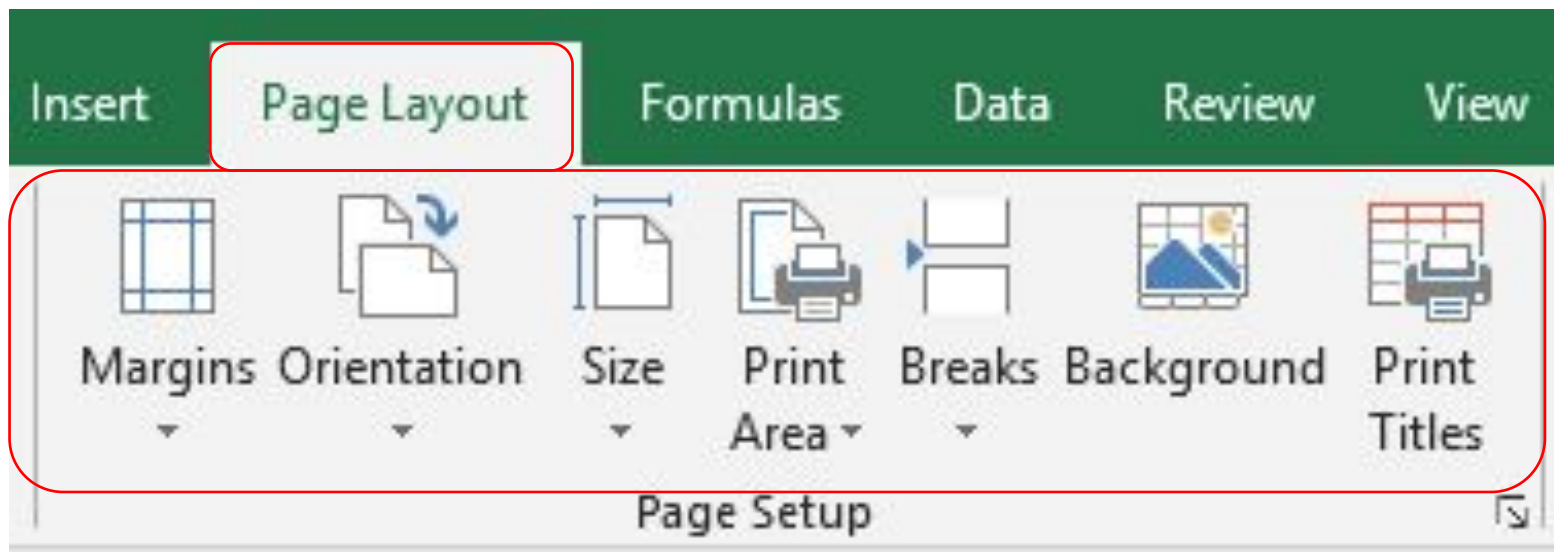 Insert Page Layout Formulas Data Review View
Margins Orientation Size Print Breaks Background Print
Area Titles
Page Setup